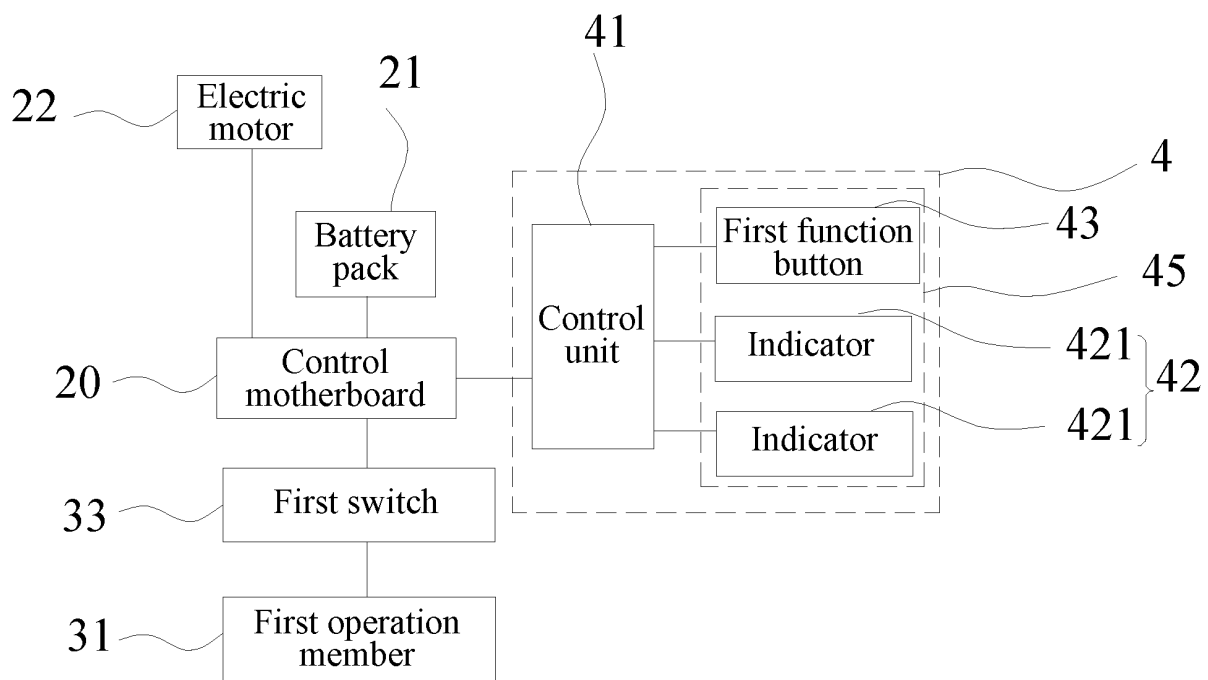 41
21
22
Electric
motor
4
43
First function
button
Battery
pack
45
Control
unit
Indicator
421
42
Control
motherboard
20
421
Indicator
First switch
33
First operation
member
31